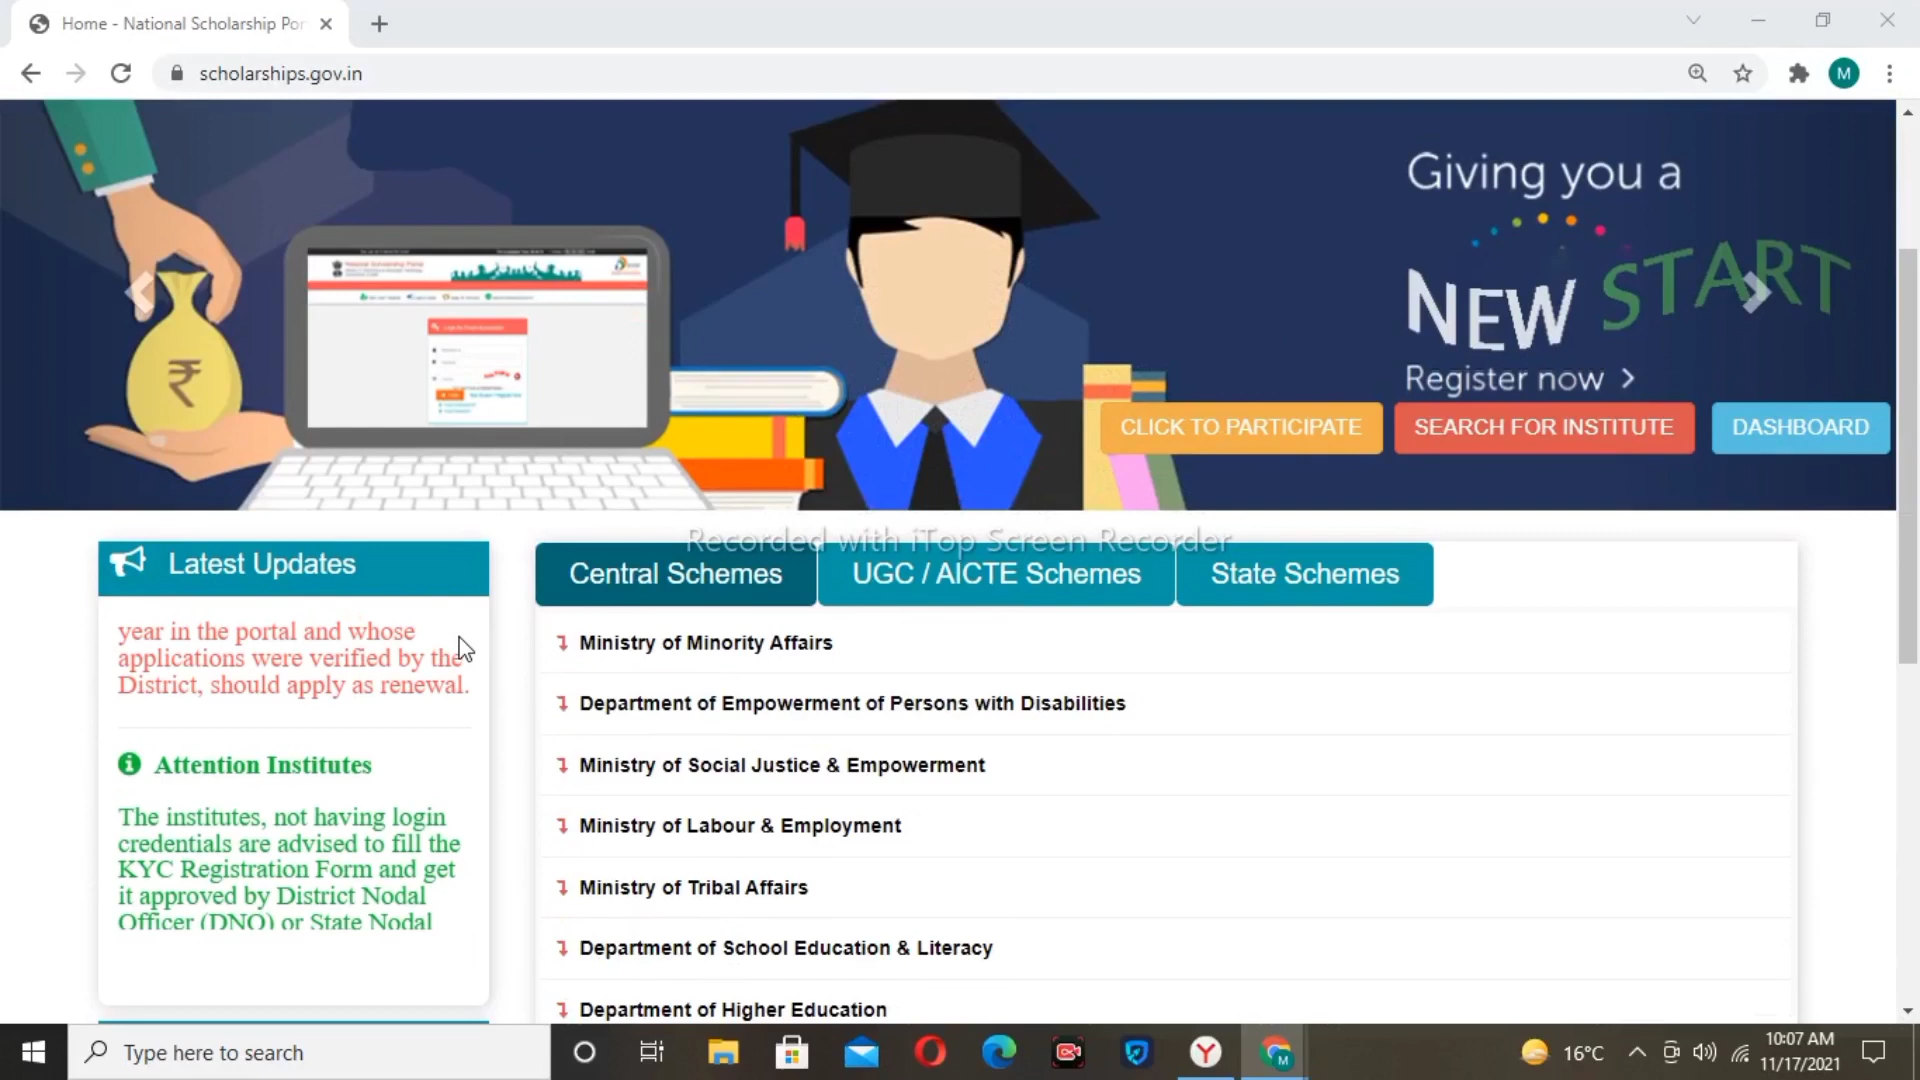 Home - National Scholarship Por
scholarships.gov.in
M
Giving you a
NEW START
Register now >
CLICK TO PARTICIPATE
SEARCH FOR INSTITUTE
DASHBOARD
Recorded with iTop Screen Recorder
Latest Updates
year in the portal and whose
applications were verified by the
District, should apply as renewal.
Attention Institutes
The institutes, not having login
credentials are advised to fill the
KYC Registration Form and get
it approved by District Nodal
Officer (DNO) or State Nodal
Central Schemes
UGC / AICTE Schemes
State Schemes
Ministry of Minority Affairs
Department of Empowerment of Persons with Disabilities
Ministry of Social Justice & Empowerment
Ministry of Labour & Employment
Ministry of Tribal Affairs
Department of School Education & Literacy
Department of Higher Education
Type here to search
16°C
10:07 AM
11/17/2021